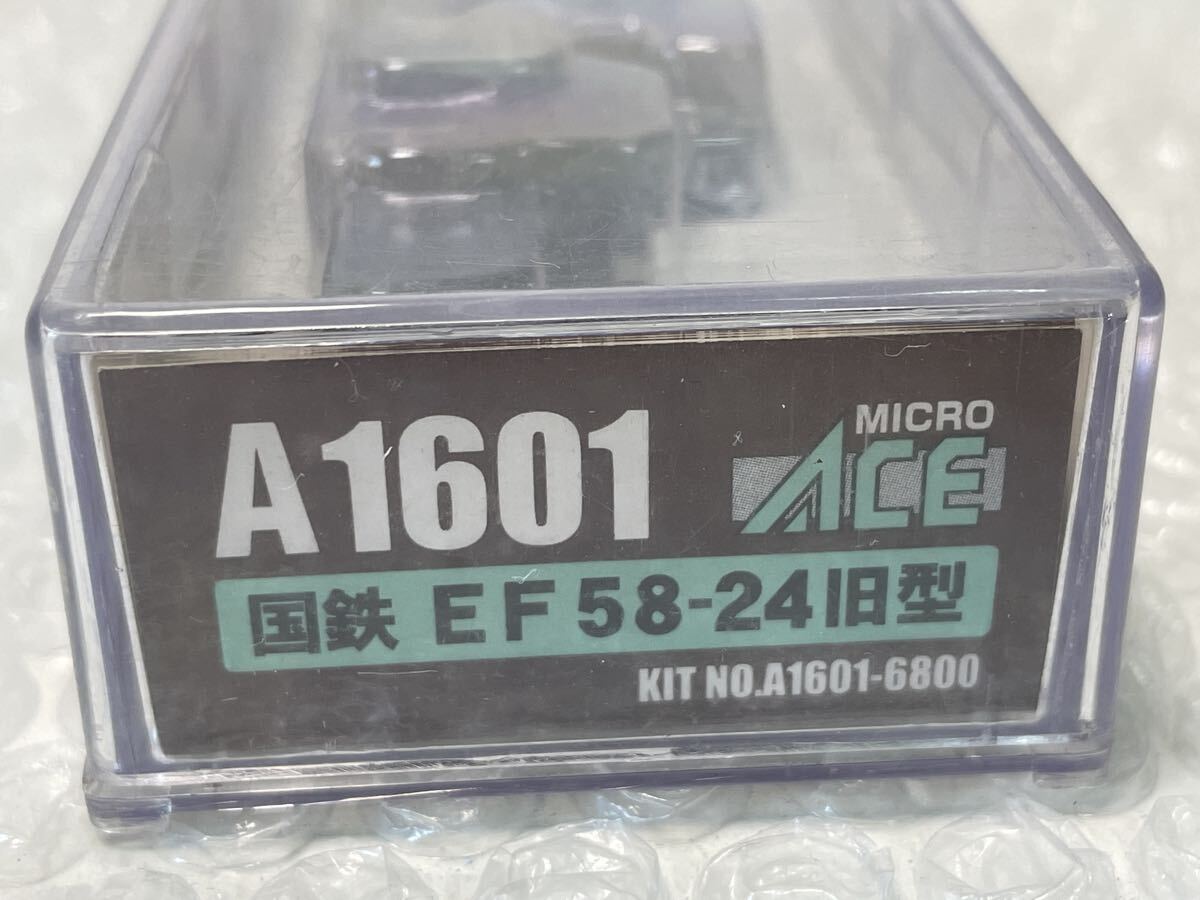 A1601
MICRO
ACE
国鉄 EF58-24旧型
KIT NO.A1601-6800